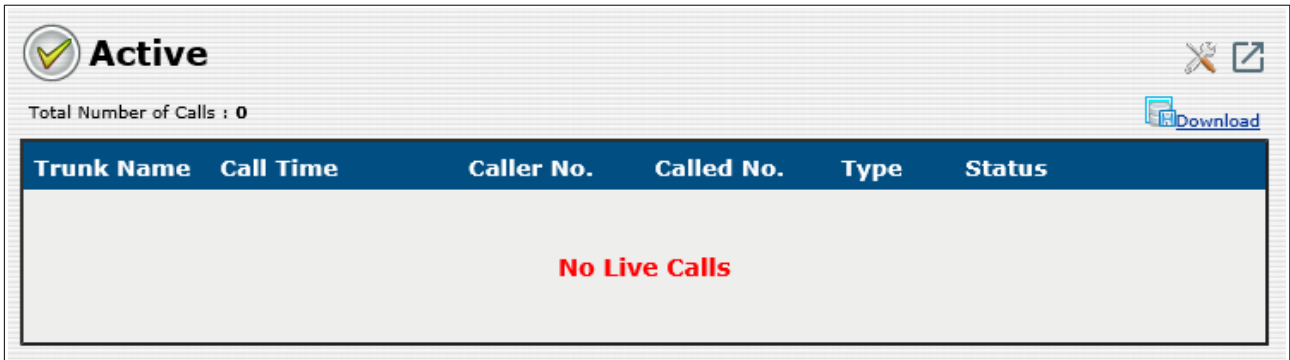 Active
Total Number of Calls : 0
Download
Trunk Name Call Time Caller No. Called No. Type Status
No Live Calls